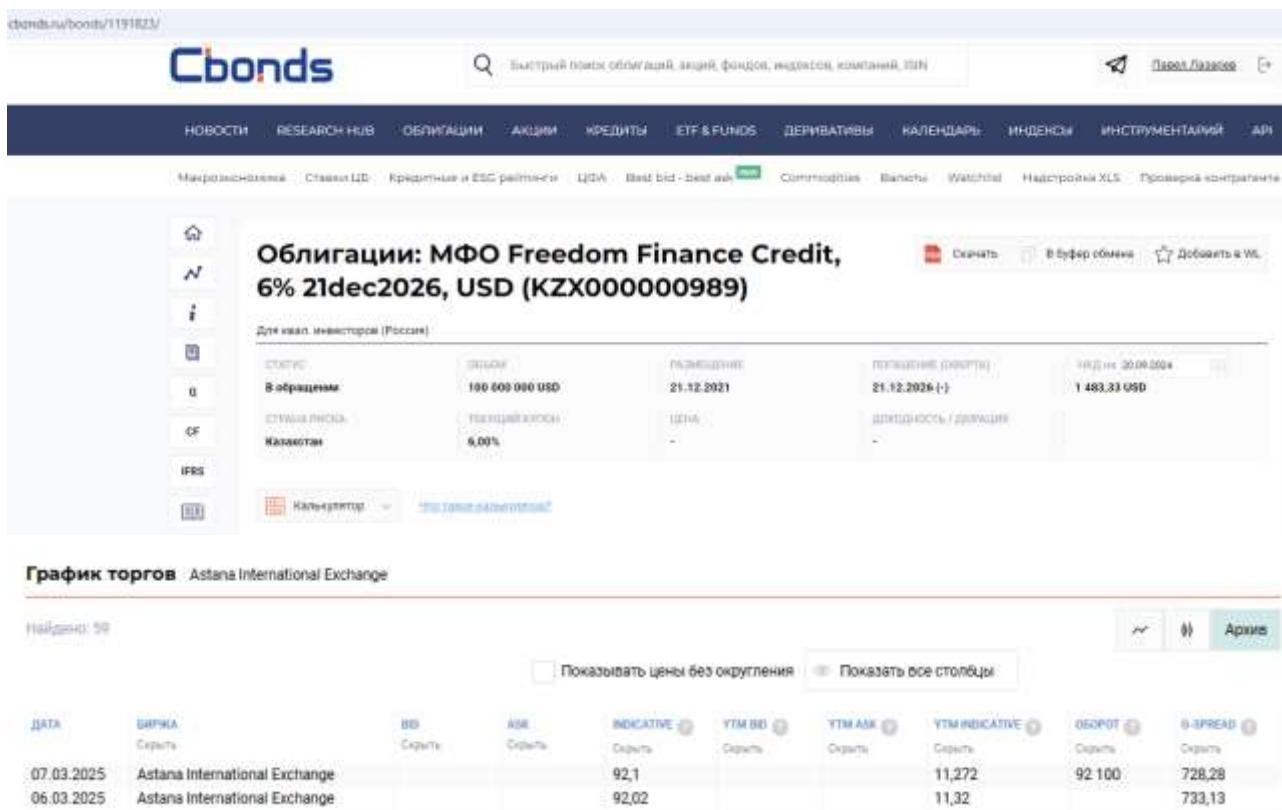 cbonds.ru/bonds/1191823/
Cbonds
Быстрый поиск облигаций, акций, фондов, индексов, компаний, ISIN
Павел Лазарев
НОВОСТИ RESEARCH HUB ОБЛИГАЦИИ АКЦИИ КРЕДИТЫ ETF & FUNDS ДЕРИВАТИВЫ КАЛЕНДАРЬ ИНДЕКСЫ ИНСТРУМЕНТАРИЙ API
Макроэкономика Ставки ЦБ Кредитные и ESG рейтинги ЦФА Best bid - best ask Commodities Валюты Watchlist Надстройка XLS Проверка контрагента
Облигации: МФО Freedom Finance Credit,
6% 21dec2026, USD (KZX000000989)
Скачать В буфер обмена Добавить в WL
Для квал. инвесторов (Россия)
СТАТУС ОБЪЕМ РАЗМЕЩЕНИЕ ПОГАШЕНИЕ (ОФЕРТА) НКД на 20.09.2024
В обращении 100 000 000 USD 21.12.2021 21.12.2026 (-) 1 483,33 USD
СТРАНА РИСКА ТЕКУЩИЙ КУПОН ЦЕНА ДОХОДНОСТЬ / ДЮРАЦИЯ
Казахстан 6,00% - -
CF
IFRS
Калькулятор Что такое калькулятор?
График торгов Astana International Exchange
Найдено: 59
Архив
Показывать цены без округления Показать все столбцы
ДАТА БИРЖА BID ASK INDICATIVE YTM BID YTM ASK YTM INDICATIVE ОБОРОТ G-SPREAD
Скрыть Скрыть Скрыть Скрыть Скрыть Скрыть Скрыть Скрыть Скрыть
07.03.2025 Astana International Exchange 92,1 11,272 92 100 728,28
06.03.2025 Astana International Exchange 92,02 11,32 733,13